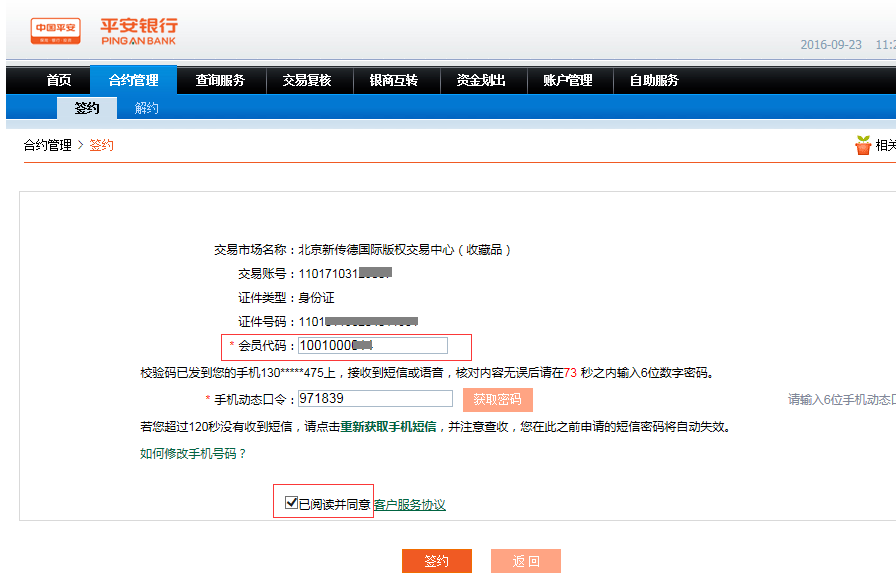 中国平安
平安银行
PINGAN BANK
2016-09-23 11:2
首页 合约管理 查询服务 交易复核 银商互转 资金划出 账户管理 自助服务
签约 解约
合约管理 > 签约
相关
交易市场名称：北京新传德国际版权交易中心（收藏品）
交易账号：110171031
证件类型：身份证
证件号码：1101
* 会员代码：1001000
校验码已发到您的手机130*****475上，接收到短信或语音，核对内容无误后请在73 秒之内输入6位数字密码。
* 手机动态口令：971839 获取密码 请输入6位手机动态口
若您超过120秒没有收到短信，请点击重新获取手机短信，并注意查收，您在此之前申请的短信密码将自动失效。
如何修改手机号码？
已阅读并同意客户服务协议
签约 返回